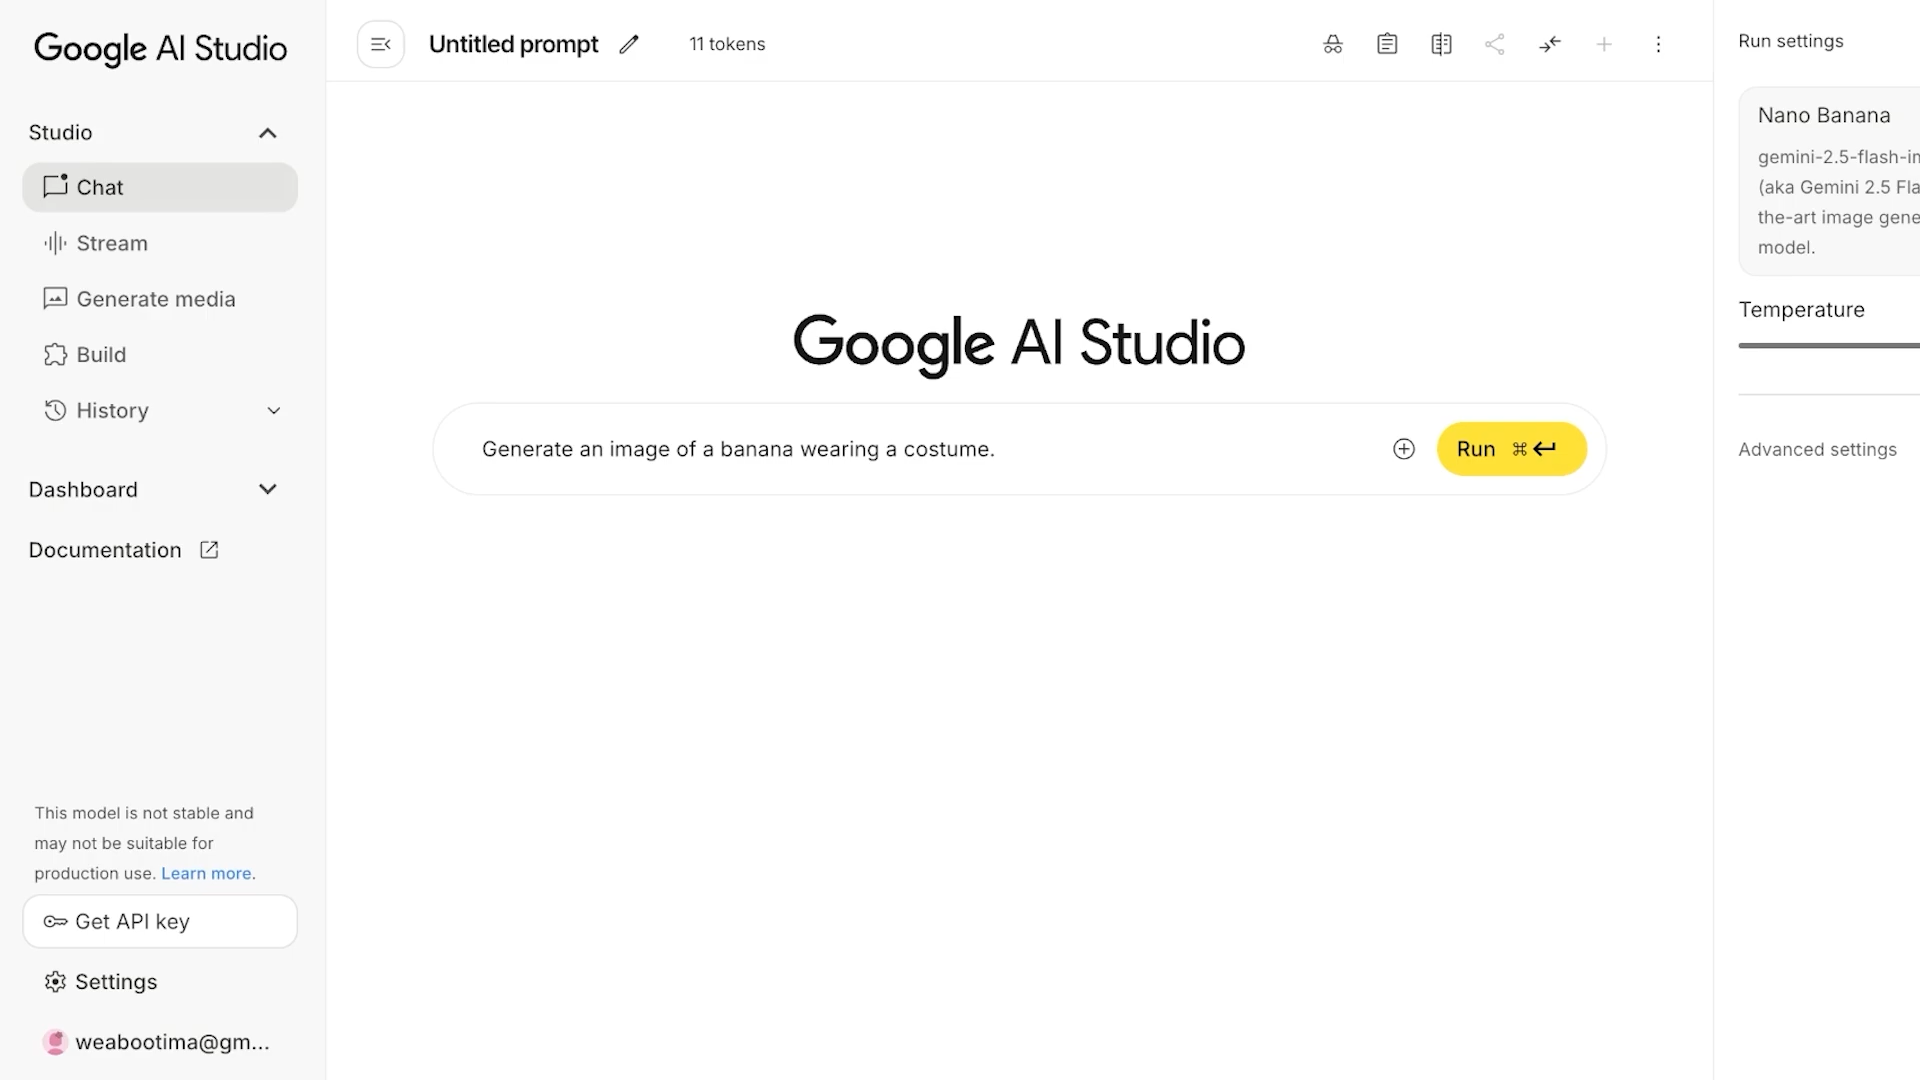 Google AI Studio
Studio
Chat
Stream
Generate media
Build
History
Dashboard
Documentation
This model is not stable and
may not be suitable for
production use. Learn more.
Get API key
Settings
weabootima@gm...
Untitled prompt
11 tokens
Google AI Studio
Generate an image of a banana wearing a costume.
Run ⌘
Run settings
Nano Banana
gemini-2.5-flash-im
(aka Gemini 2.5 Fla
the-art image gene
model.
Temperature
Advanced settings